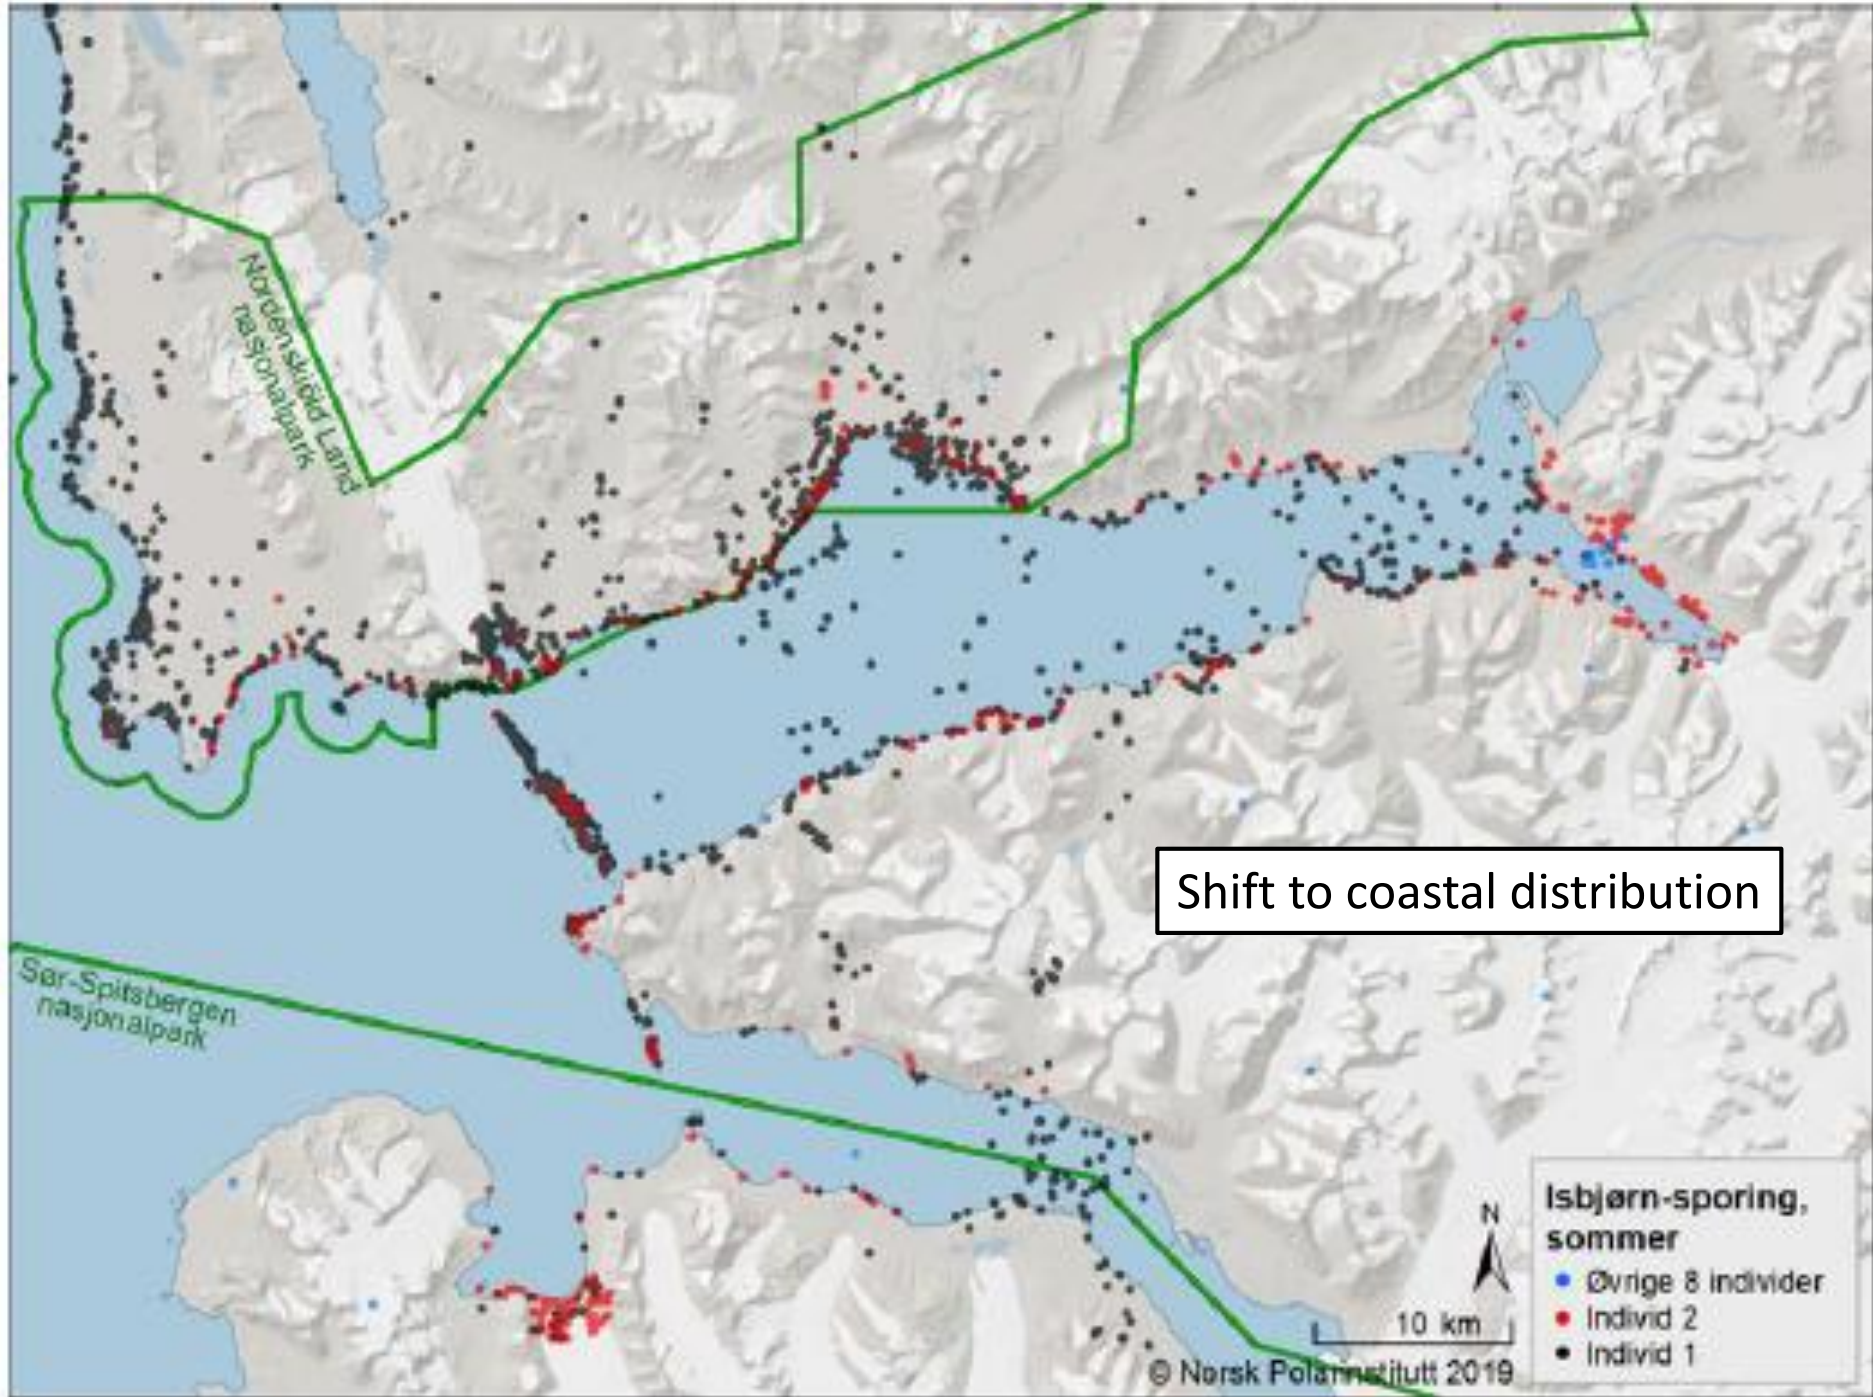 Nordenskiöld Land
nasjonalpark
Shift to coastal distribution
Sør-Spitsbergen
nasjonalpark
N
10 km
Isbjørn-sporing,
sommer
Øvrige 8 individer
Individ 2
Individ 1
© Norsk Polarinstitutt 2019